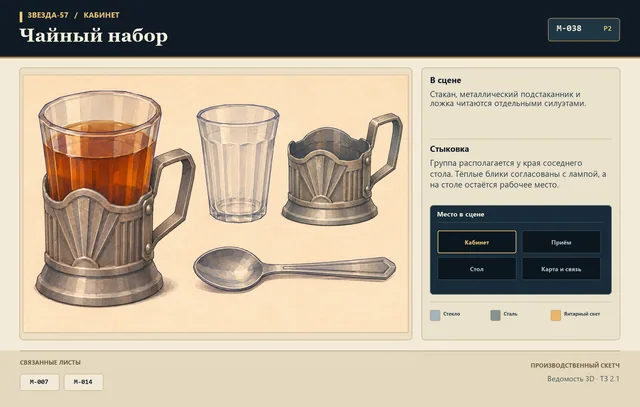 ЗВЕЗДА-57 / КАБИНЕТ
Чайный набор
М-038 P2
В сцене
Стакан, металлический подстаканник и
ложка читаются отдельными силуэтами.
Стыковка
Группа располагается у края соседнего
стола. Тёплые блики согласованы с лампой, а
на столе остаётся рабочее место.
Место в сцене
Кабинет
Приём
Стол
Карта и связь
Стекло
Сталь
Янтарный свет
СВЯЗАННЫЕ ЛИСТЫ
М-007
М-014
ПРОИЗВОДСТВЕННЫЙ СКЕТЧ
Ведомость 3D · ТЗ 2.1